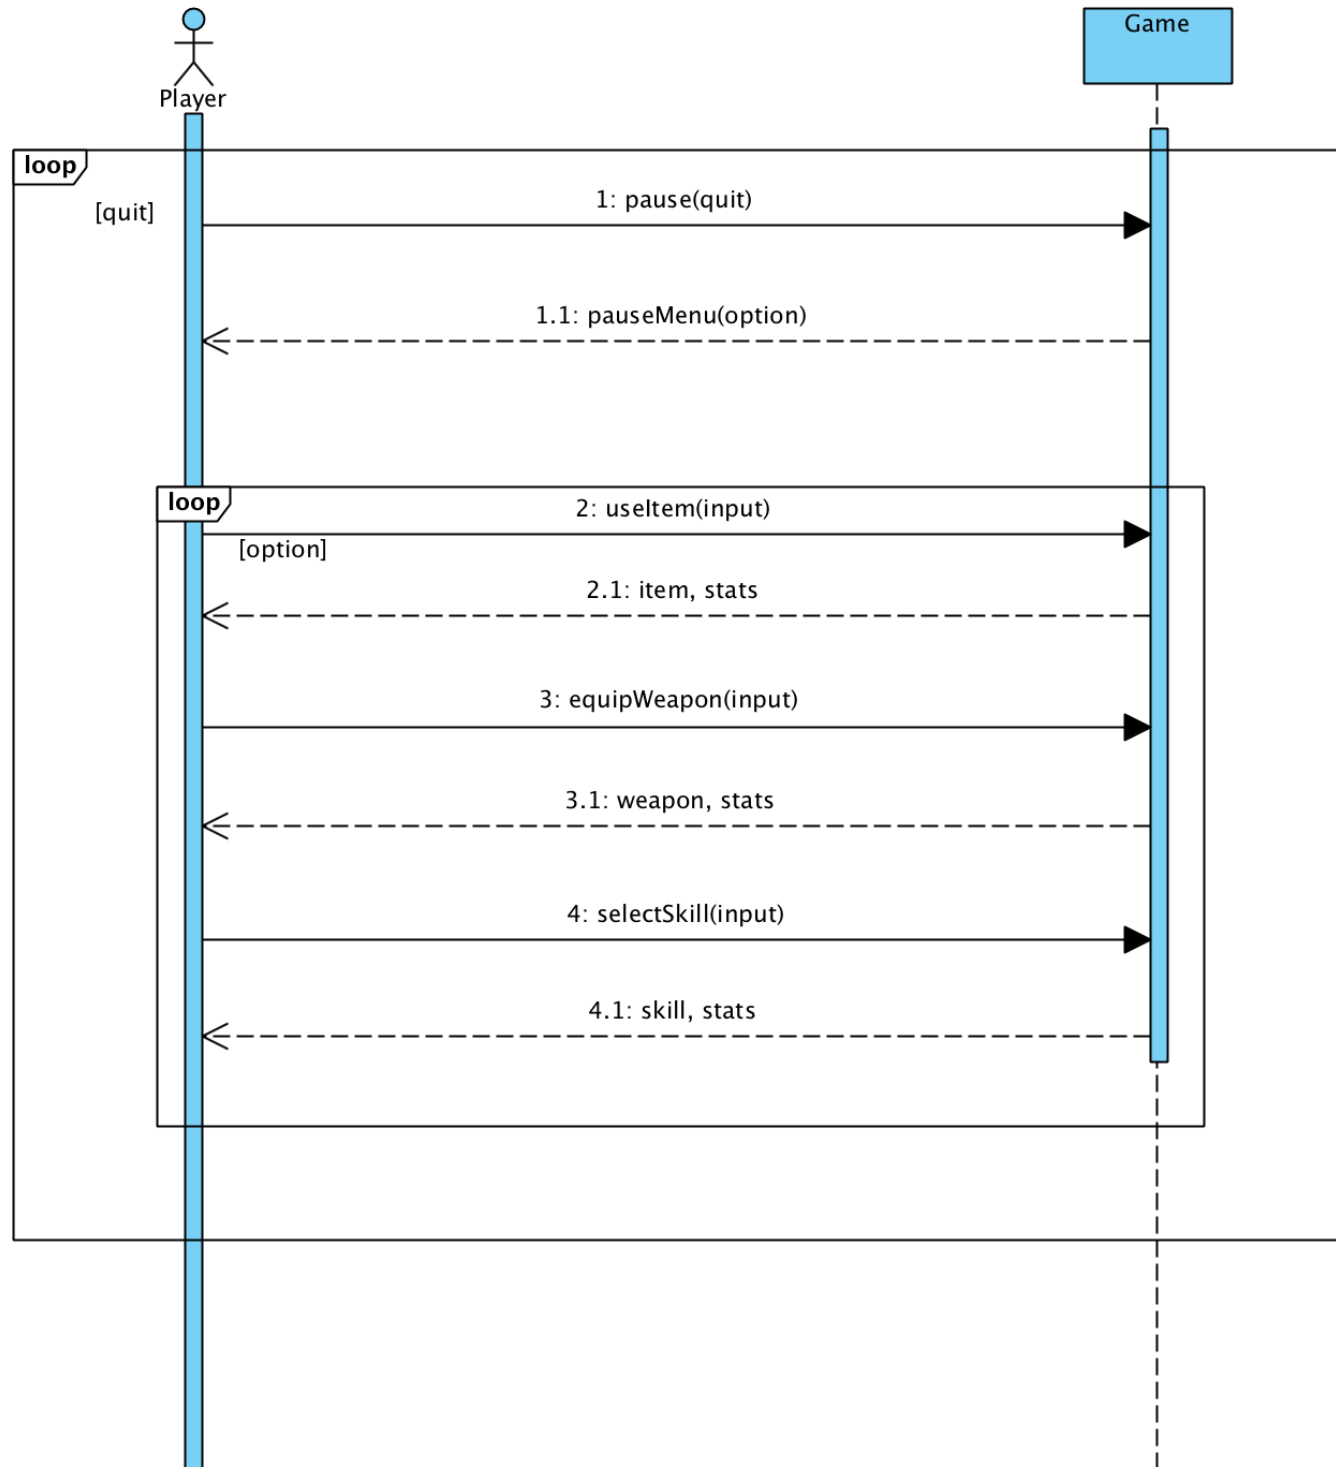 Game
Player
loop
[quit]
1: pause(quit)
1.1: pauseMenu(option)
loop
2: useItem(input)
[option]
2.1: item, stats
3: equipWeapon(input)
3.1: weapon, stats
4: selectSkill(input)
4.1: skill, stats